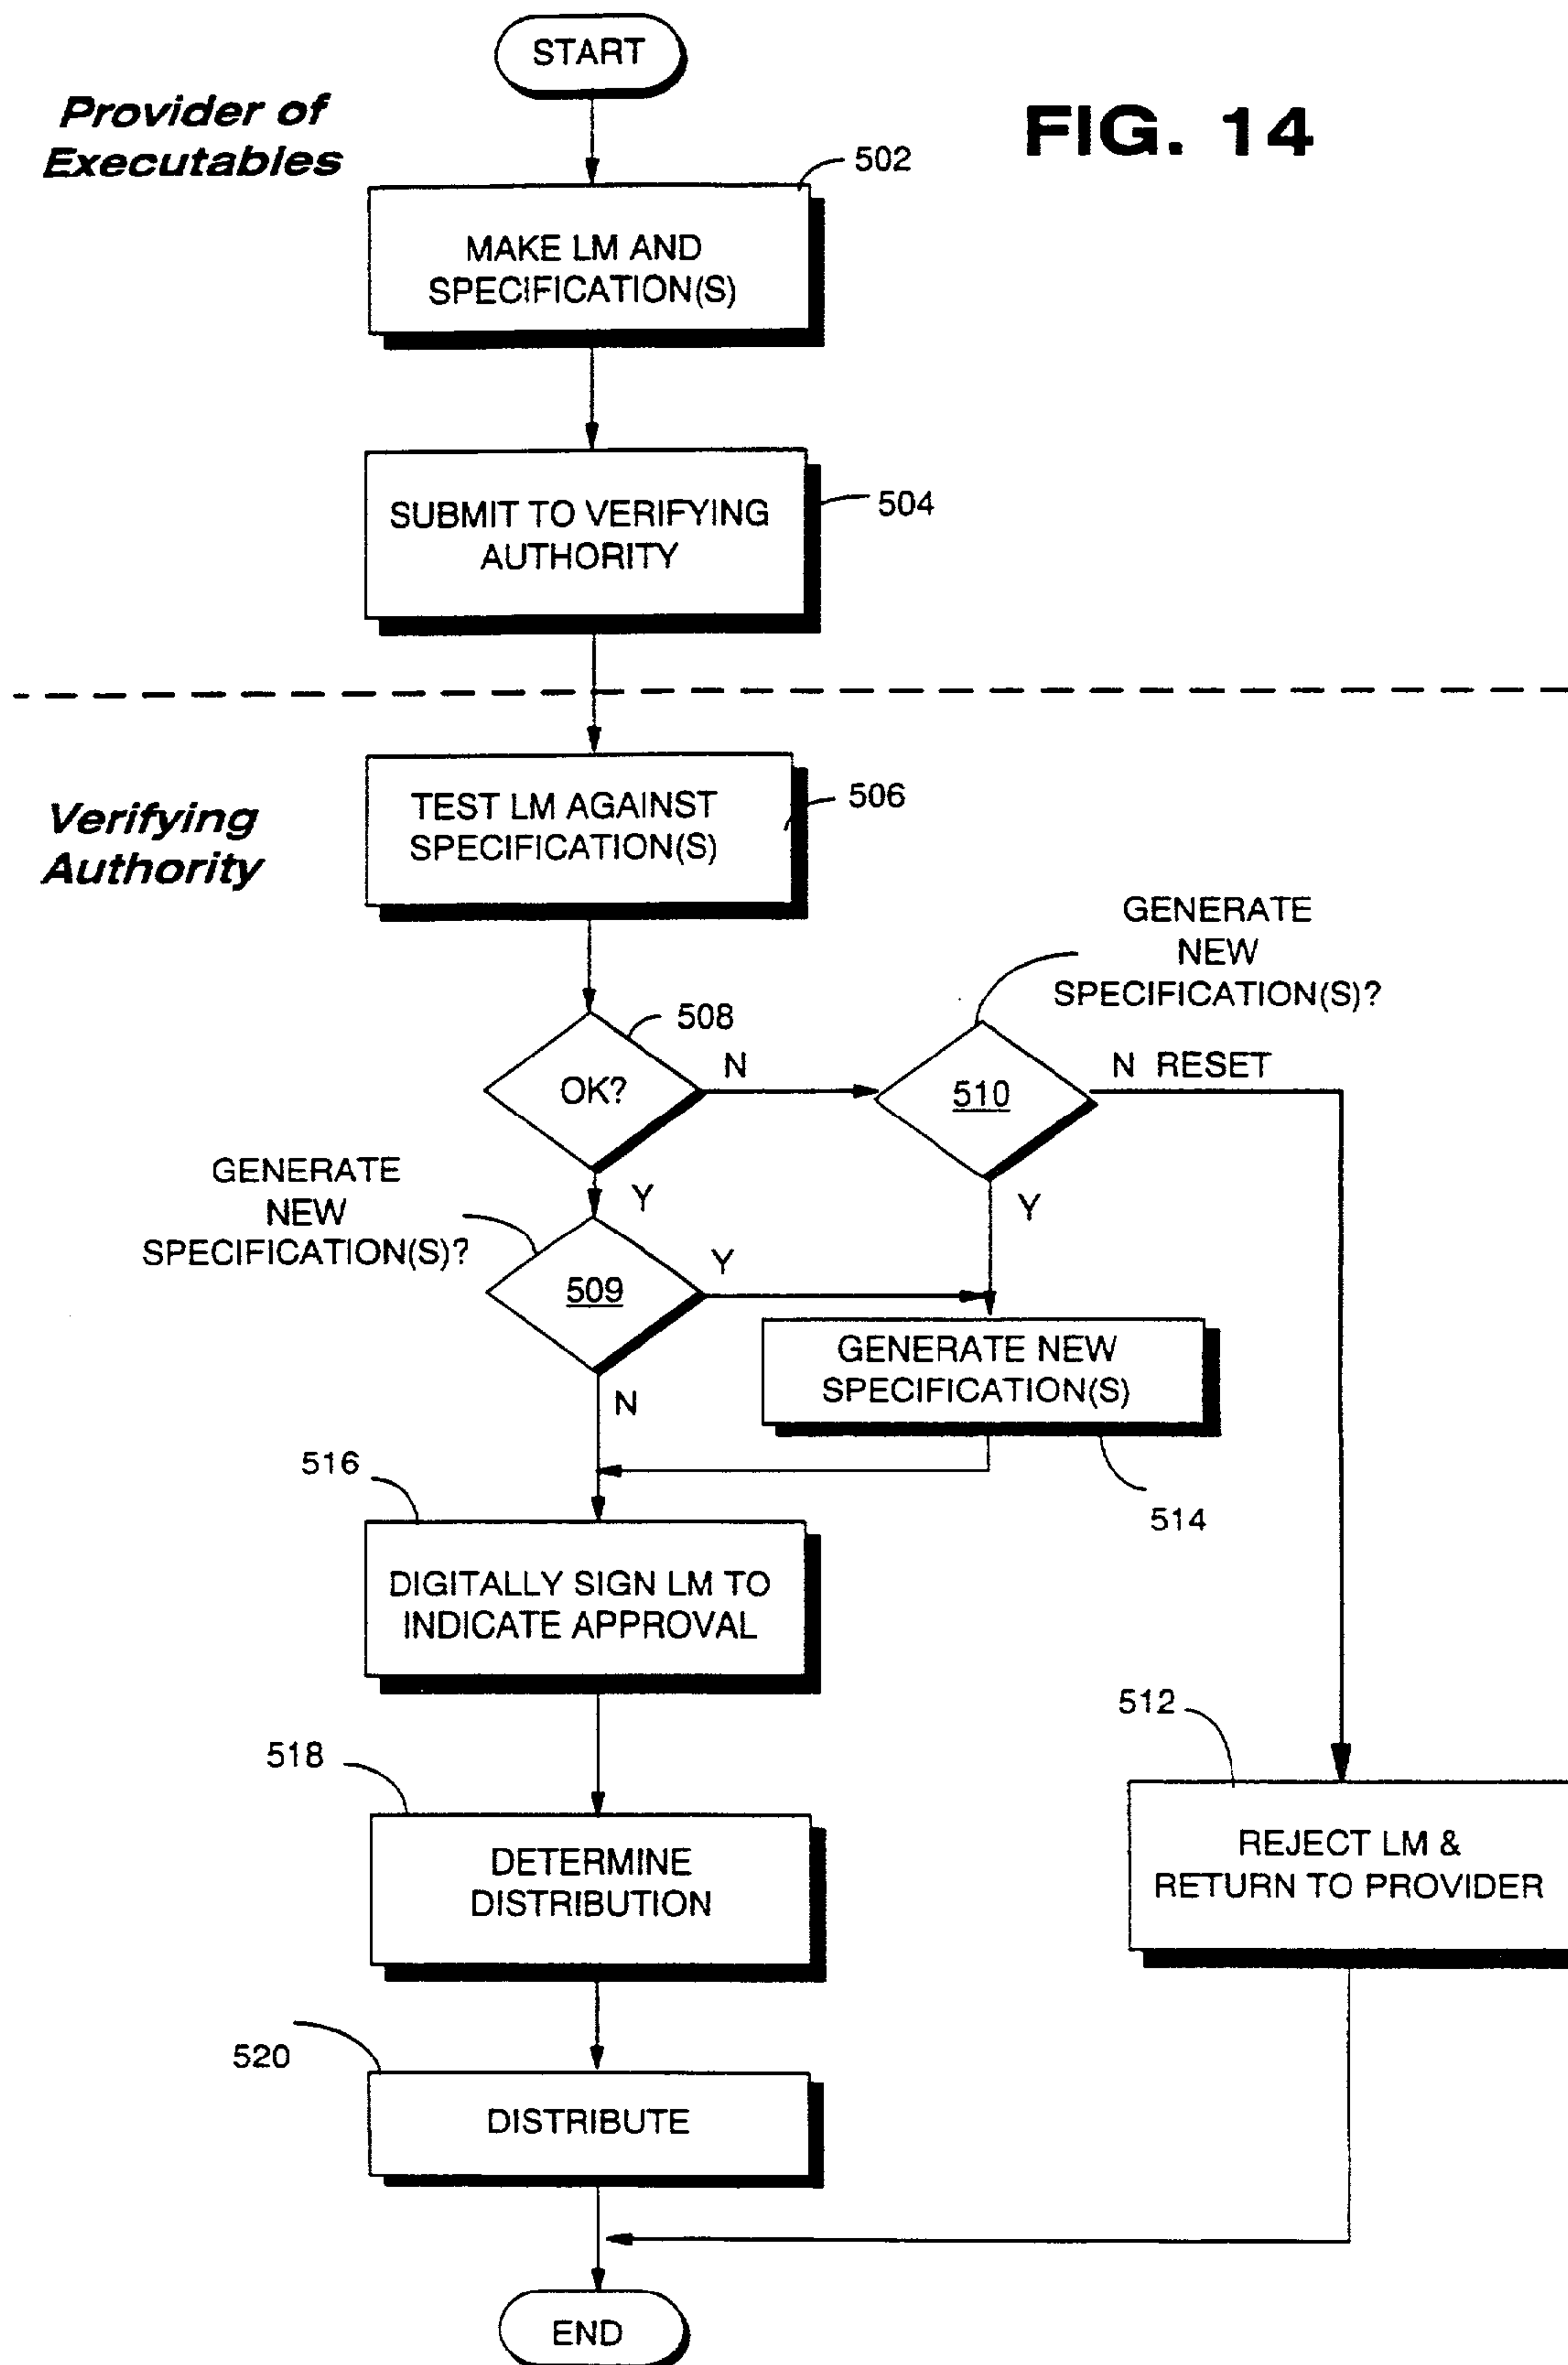 START
Provider of
Executables
FIG. 14
502
MAKE LM AND
SPECIFICATION(S)
SUBMIT TO VERIFYING
AUTHORITY
504
Verifying
Authority
TEST LM AGAINST
SPECIFICATION(S)
506
GENERATE
NEW
SPECIFICATION(S)?
508
OK?
N
510
N RESET
GENERATE
NEW
SPECIFICATION(S)?
Y
Y
509
Y
GENERATE NEW
SPECIFICATION(S)
N
516
514
DIGITALLY SIGN LM TO
INDICATE APPROVAL
512
518
DETERMINE
DISTRIBUTION
REJECT LM &
RETURN TO PROVIDER
520
DISTRIBUTE
END